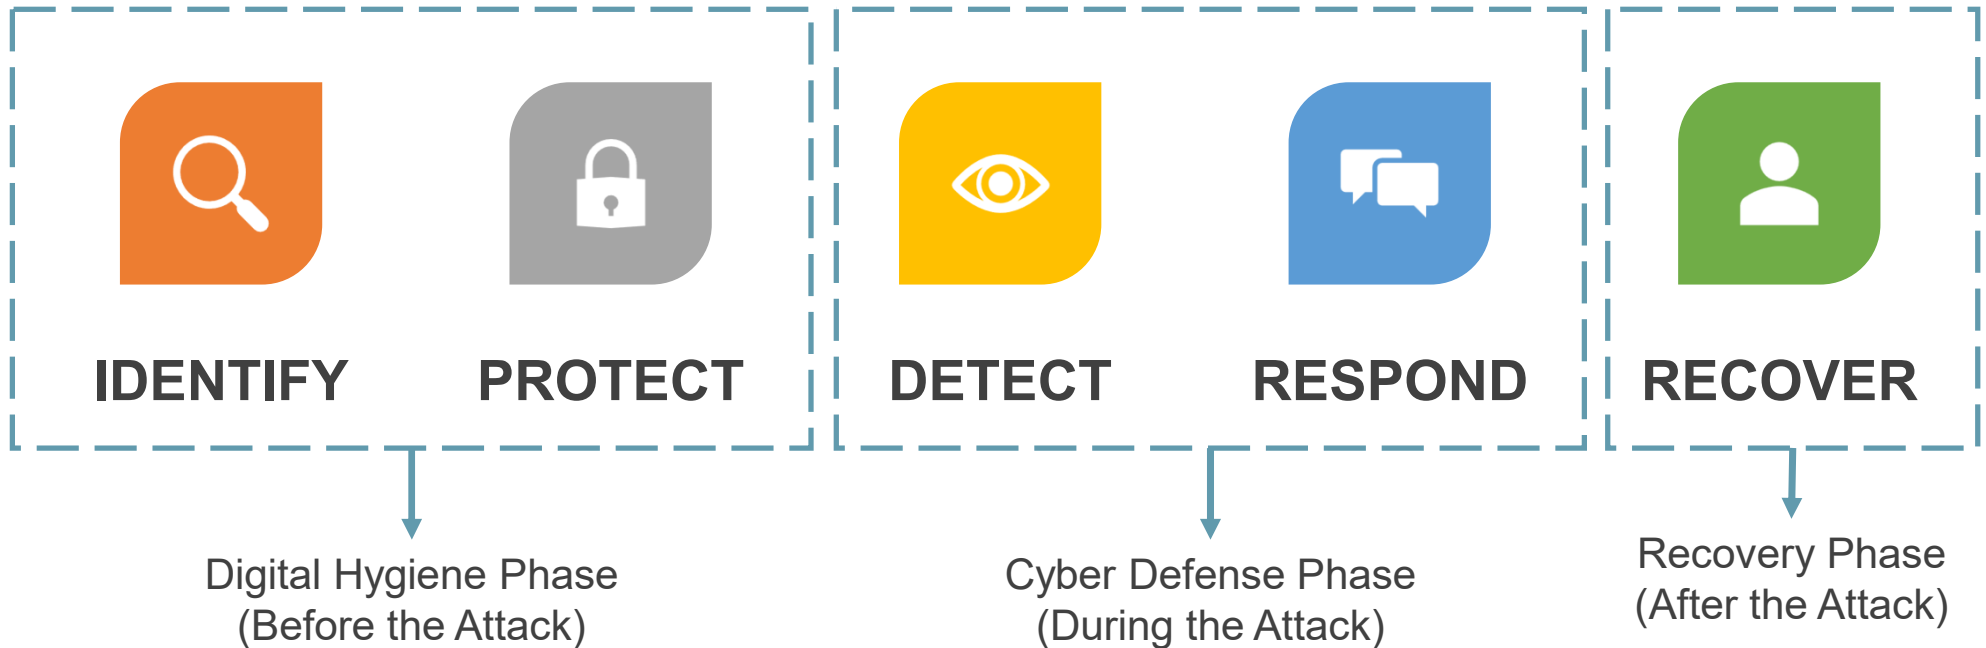 IDENTIFY
PROTECT
DETECT
RESPOND
RECOVER
Digital Hygiene Phase
(Before the Attack)
Cyber Defense Phase
(During the Attack)
Recovery Phase
(After the Attack)